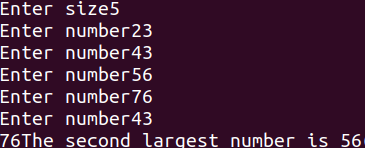 Enter size5
Enter number23
Enter number43
Enter number56
Enter number76
Enter number43
76The second largest number is 56